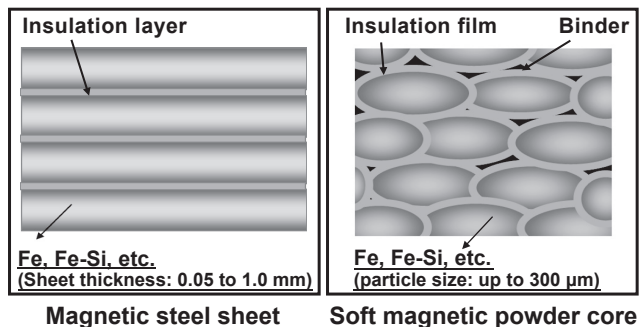 Insulation layer
Fe, Fe-Si, etc.
(Sheet thickness: 0.05 to 1.0 mm)
Magnetic steel sheet
Insulation film
Binder
Fe, Fe-Si, etc.
(particle size: up to 300 µm)
Soft magnetic powder core